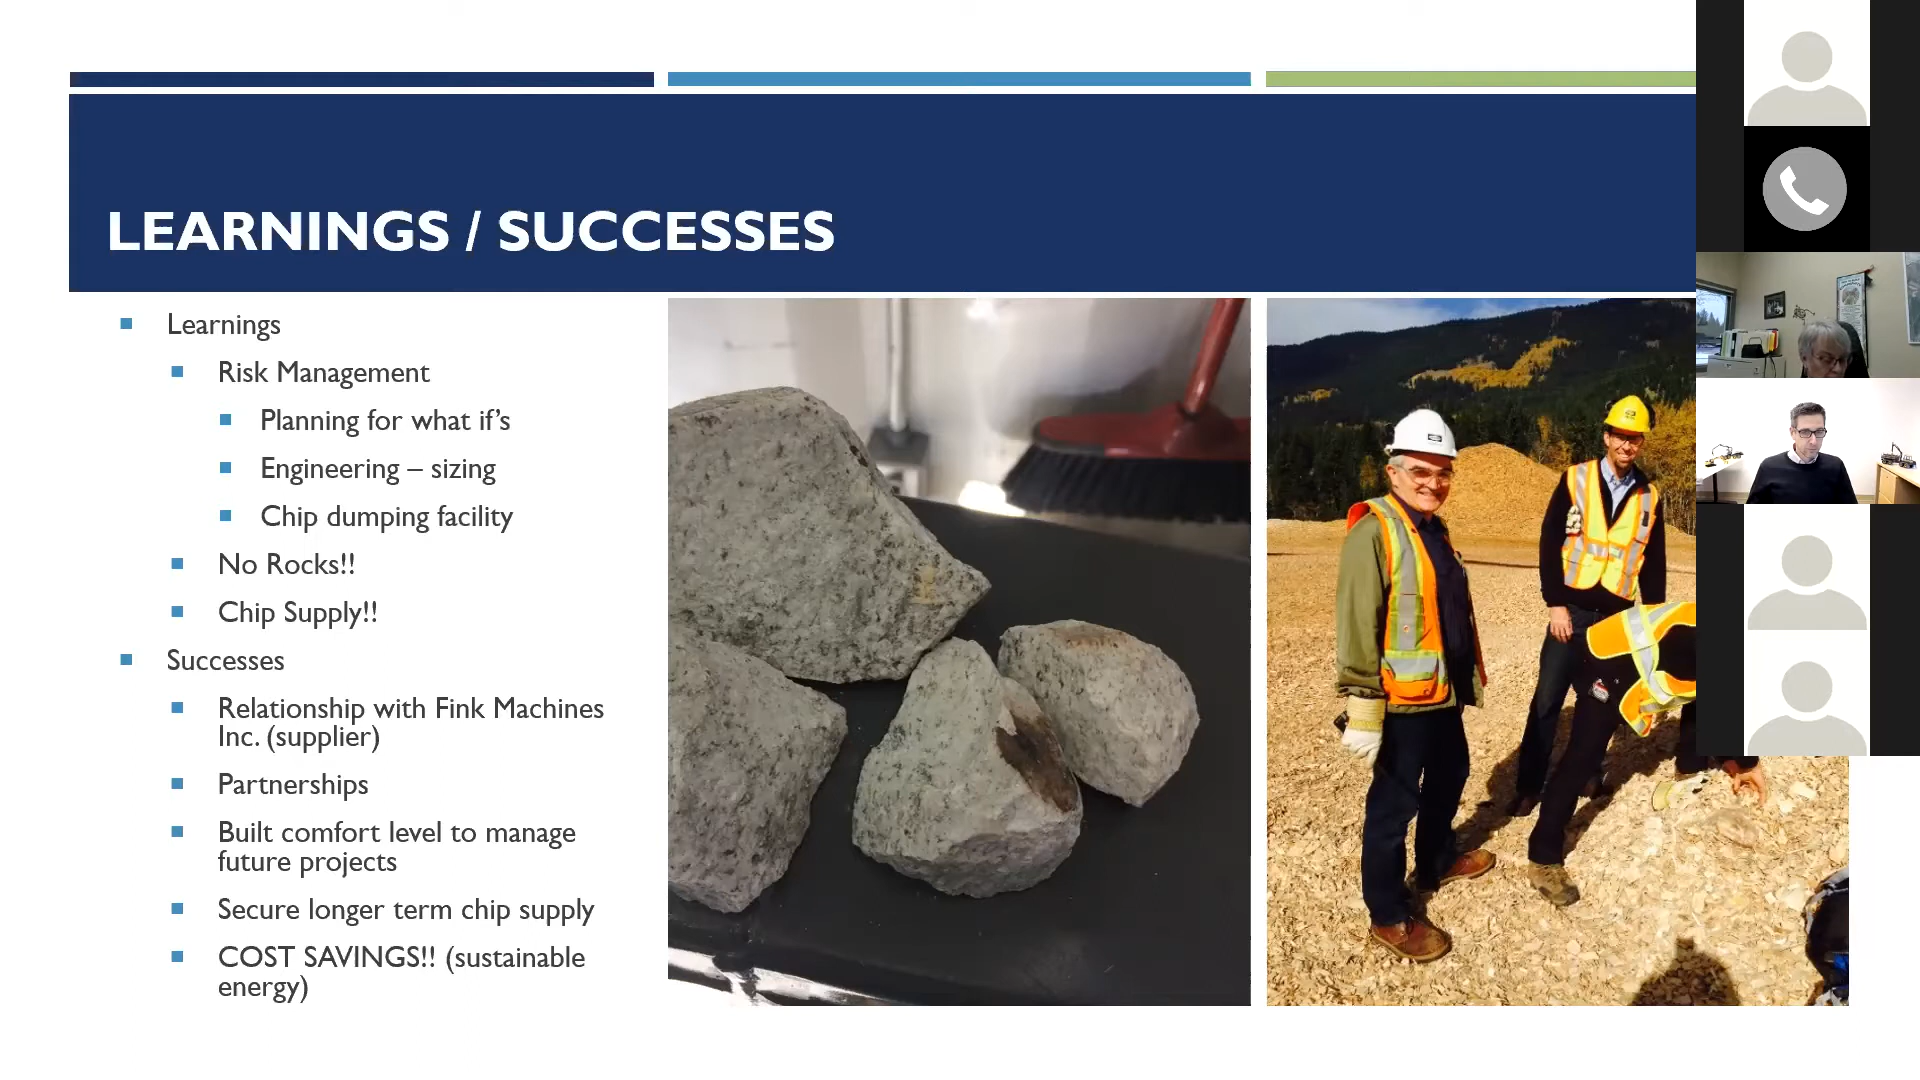 LEARNINGS / SUCCESSES
Learnings
Risk Management
Planning for what if’s
Engineering – sizing
Chip dumping facility
No Rocks!!
Chip Supply!!
Successes
Relationship with Fink Machines
Inc. (supplier)
Partnerships
Built comfort level to manage
future projects
Secure longer term chip supply
COST SAVINGS!! (sustainable
energy)